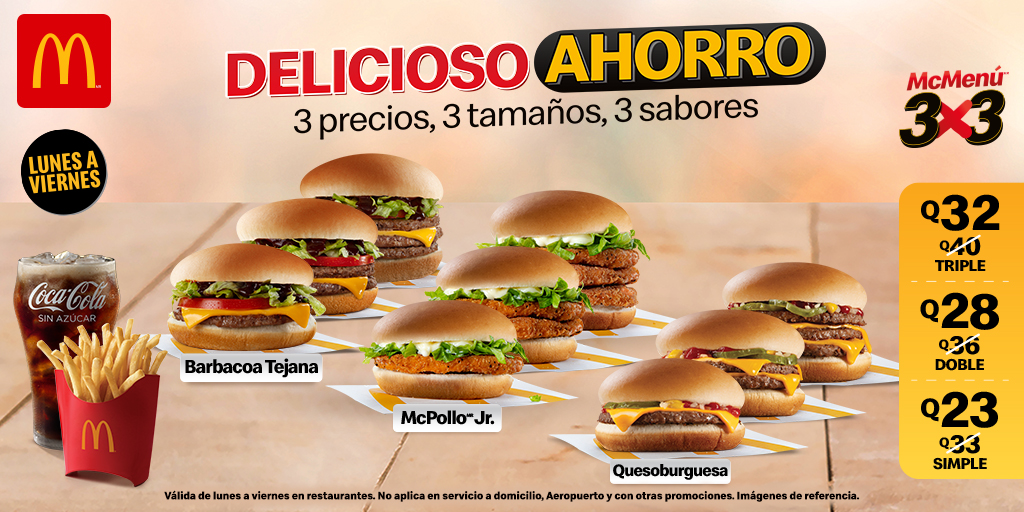 DELICIOSO AHORRO
3 precios, 3 tamaños, 3 sabores
McMenú
3x3
LUNES A
VIERNES
Q32
Q40
TRIPLE
Q28
Q36
DOBLE
Q23
Q33
SIMPLE
Coca-Cola
SIN AZÚCAR
Barbacoa Tejana
McPollo Jr.
Quesoburguesa
Válida de lunes a viernes en restaurantes. No aplica en servicio a domicilio, Aeropuerto y con otras promociones. Imágenes de referencia.